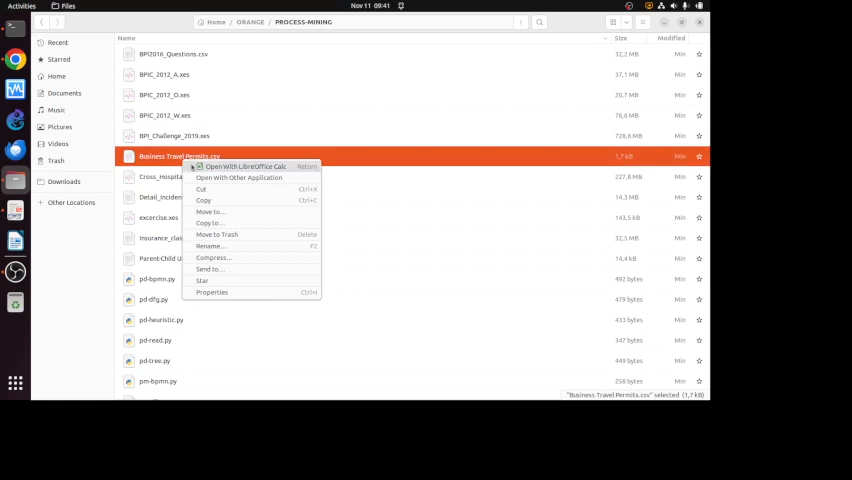 Activities Files Nov 11 09:41
Home / ORANGE / PROCESS-MINING
Name Size Modified
Recent
Starred
Home
Documents
Music
Pictures
Videos
Trash
Downloads
Other Locations
BPI2016_Questions.csv 32,2 MB Min
BPIC_2012_A.xes 37,1 MB Min
BPIC_2012_O.xes 20,7 MB Min
BPIC_2012_W.xes Min
BPI_Challenge_2019.xes 728,6 MB Min
Business Travel Permits.csv 1,7 kB Min
Cross_Hospita 227,8 MB Min
Detail_Inciden 14,3 MB Min
excercise.xes 143,5 kB Min
Insurance_clai 32,5 MB Min
Parent-Child U 14,4 kB Min
pd-bpmn.py 492 bytes Min
pd-dfg.py 479 bytes Min
pd-heuristic.py 433 bytes Min
pd-read.py 347 bytes Min
pd-tree.py 449 bytes Min
pm-bpmn.py 258 bytes Min
Open With LibreOffice Calc Return
Open With Other Application
Cut Ctrl+X
Copy Ctrl+C
Move to…
Copy to…
Move to Trash Delete
Rename… F2
Compress…
Send to…
Star
Properties Ctrl+I
"Business Travel Permits.csv" selected (1,7 kB)